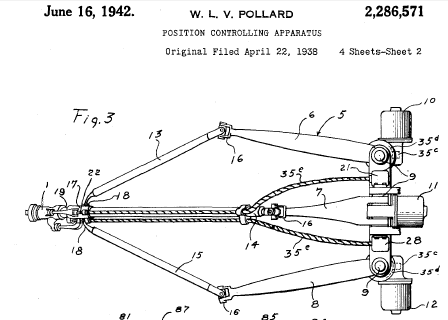 June 16, 1942. W. L. V. POLLARD 2,286,571
POSITION CONTROLLING APPARATUS
Original Filed April 22, 1938 4 Sheets-Sheet 2
Fig. 3
10
6 5
13 35d
35c
16 9
35e 21
22 11
17 7
1 19 18
16
14 28
18 35e 35c
15 9 35d
8
16 12
81 87 85